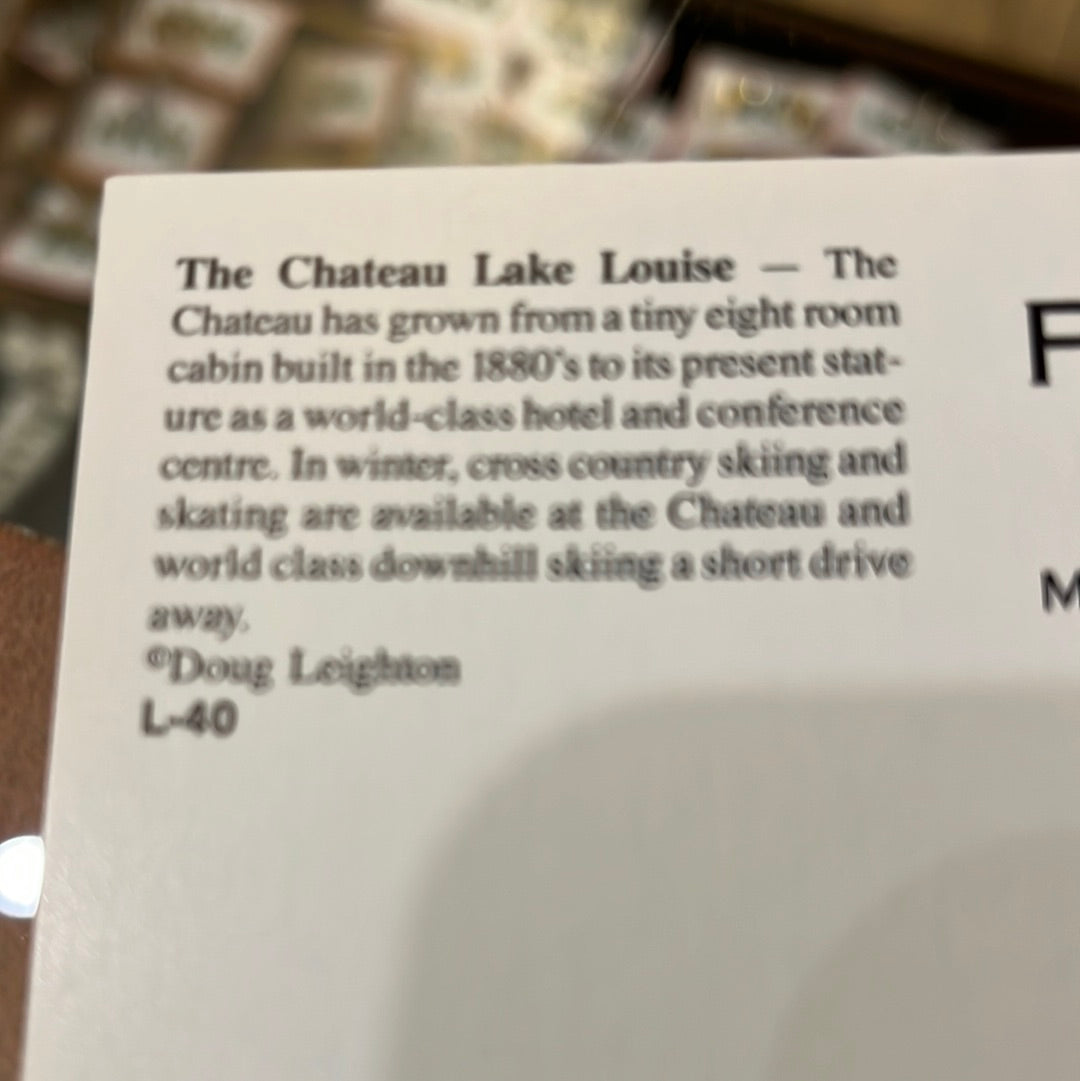 The Chateau Lake Louise — The
Chateau has grown from a tiny eight room
cabin built in the 1880's to its present stat-
ure as a world-class hotel and conference
centre. In winter, cross country skiing and
skating are available at the Chateau and
world class downhill skiing a short drive
away.
©Doug Leighton
L-40
F
M